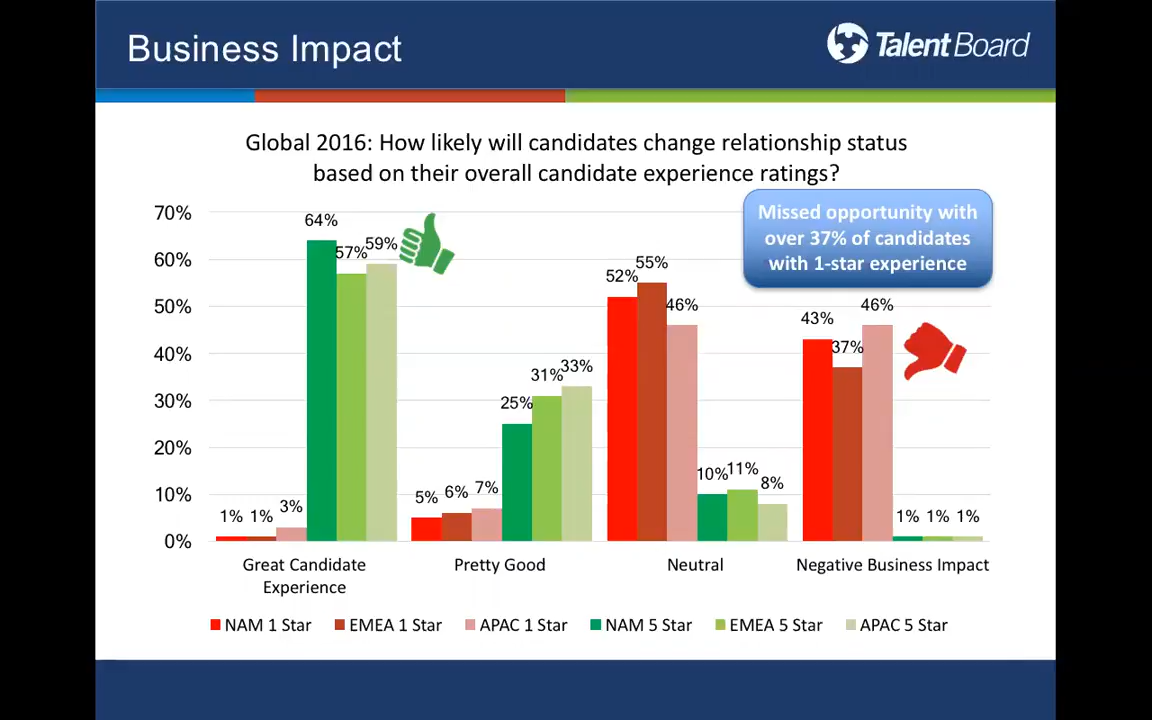 Business Impact
Talent Board
Global 2016: How likely will candidates change relationship status
based on their overall candidate experience ratings?
Missed opportunity with
over 37% of candidates
with 1-star experience
70%
60%
50%
40%
30%
20%
10%
0%
1% 1% 3% 64% 57% 59%
5% 6% 7% 25% 31% 33%
52% 55% 46% 10% 11% 8%
43% 37% 46% 1% 1% 1%
Great Candidate
Experience
Pretty Good
Neutral
Negative Business Impact
NAM 1 Star EMEA 1 Star APAC 1 Star NAM 5 Star EMEA 5 Star APAC 5 Star